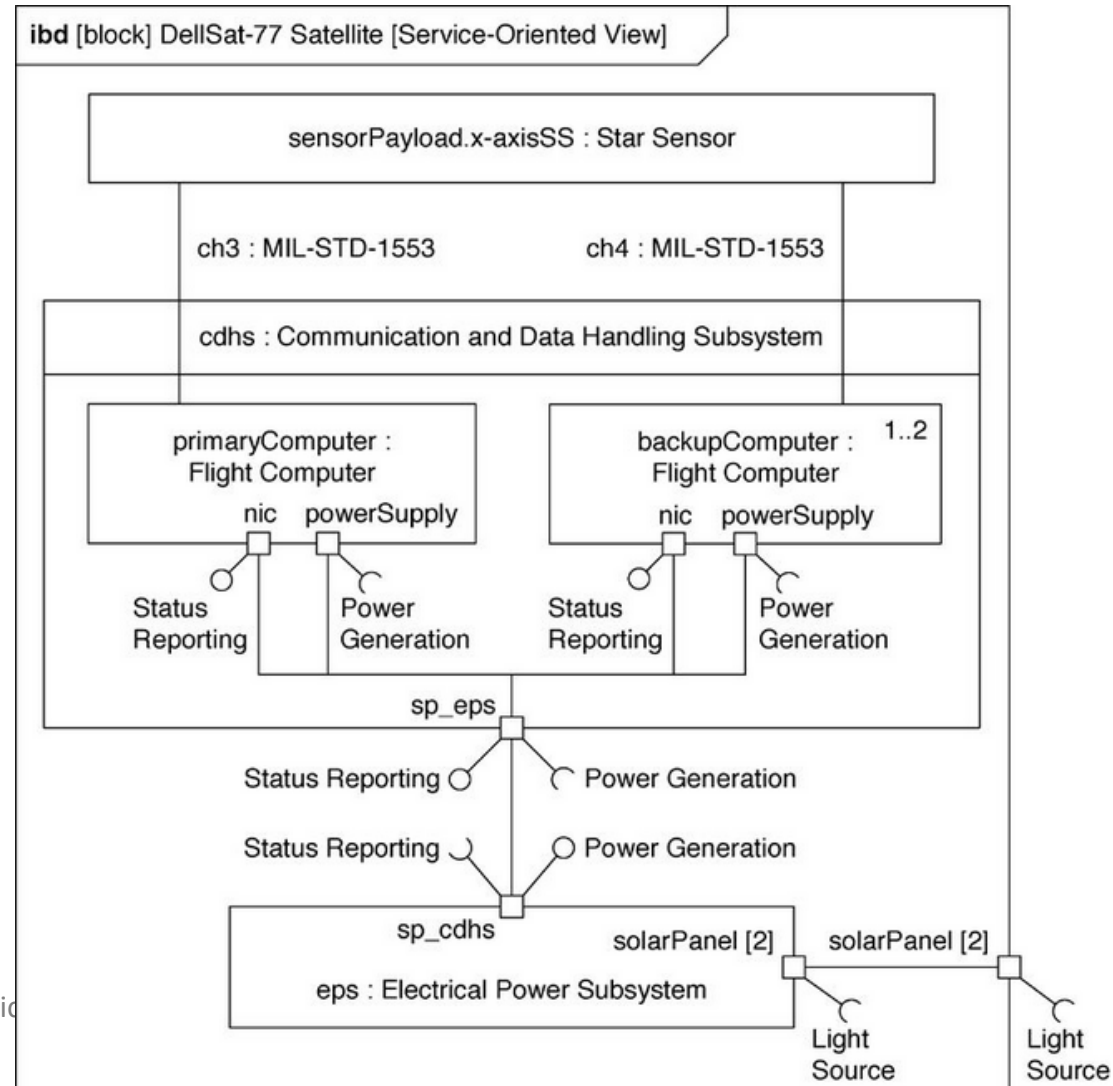 ibd [block] DellSat-77 Satellite [Service-Oriented View]
sensorPayload.x-axisSS : Star Sensor
ch3 : MIL-STD-1553
ch4 : MIL-STD-1553
cdhs : Communication and Data Handling Subsystem
primaryComputer :
Flight Computer
nic
powerSupply
Status
Reporting
Power
Generation
1..2
backupComputer :
Flight Computer
nic
powerSupply
Status
Reporting
Power
Generation
sp_eps
Status Reporting
Power Generation
Status Reporting
Power Generation
sp_cdhs
solarPanel [2]
solarPanel [2]
eps : Electrical Power Subsystem
Light
Source
Light
Source